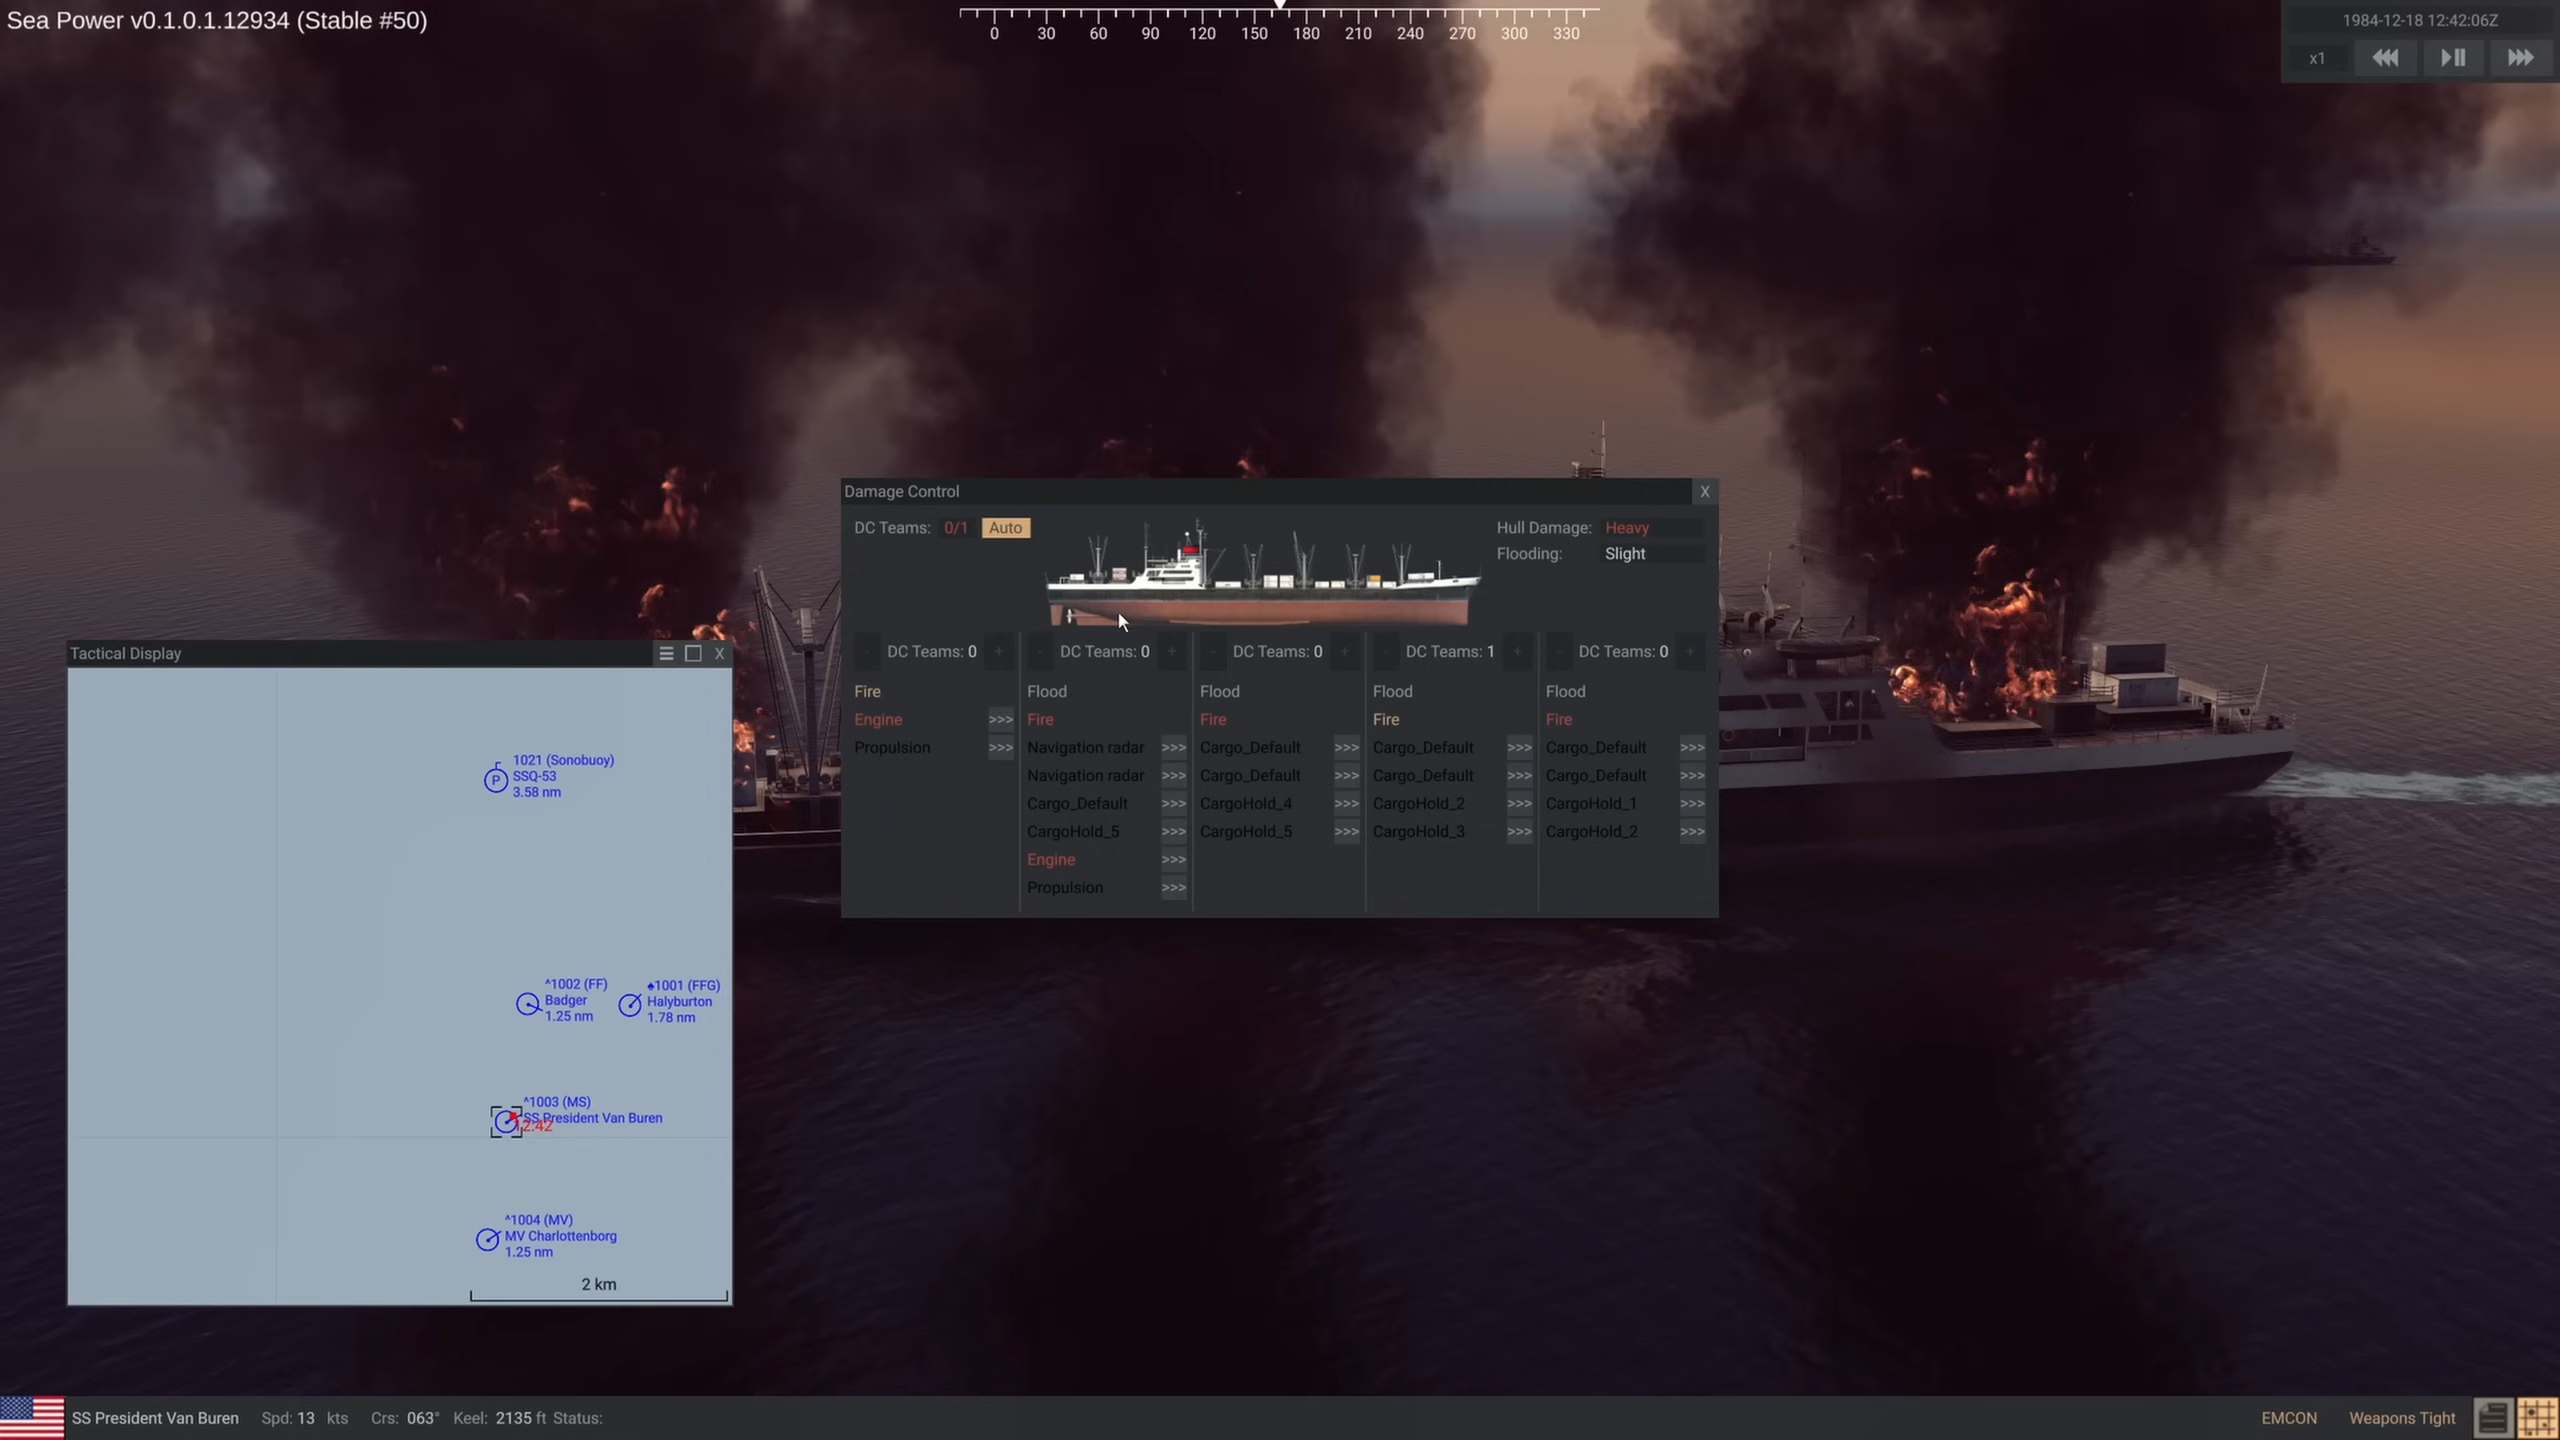 Sea Power v0.1.0.1.12934 (Stable #50)
0 30 60 90 120 150 180 210 240 270 300 330
1984-12-18 12:42:06Z
x1
Damage Control X
DC Teams: 0/1 Auto
Hull Damage: Heavy
Flooding: Slight
- DC Teams: 0 + - DC Teams: 0 + - DC Teams: 0 + - DC Teams: 1 + - DC Teams: 0 +
Fire
Engine >>>
Propulsion >>>
Flood
Fire
Navigation radar >>>
Navigation radar >>>
Cargo_Default >>>
CargoHold_5 >>>
Engine >>>
Propulsion >>>
Flood
Fire
Cargo_Default >>>
Cargo_Default >>>
CargoHold_4 >>>
CargoHold_5 >>>
Flood
Fire
Cargo_Default >>>
Cargo_Default >>>
CargoHold_2 >>>
CargoHold_3 >>>
Flood
Fire
Cargo_Default >>>
Cargo_Default >>>
CargoHold_1 >>>
CargoHold_2 >>>
Tactical Display X
P
1021 (Sonobuoy)
SSQ-53
3.58 nm
^1002 (FF)
Badger
1.25 nm
♠1001 (FFG)
Halyburton
1.78 nm
^1003 (MS)
SS President Van Buren
12:42
^1004 (MV)
MV Charlottenborg
1.25 nm
2 km
SS President Van Buren Spd: 13 kts Crs: 063° Keel: 2135 ft Status:
EMCON Weapons Tight